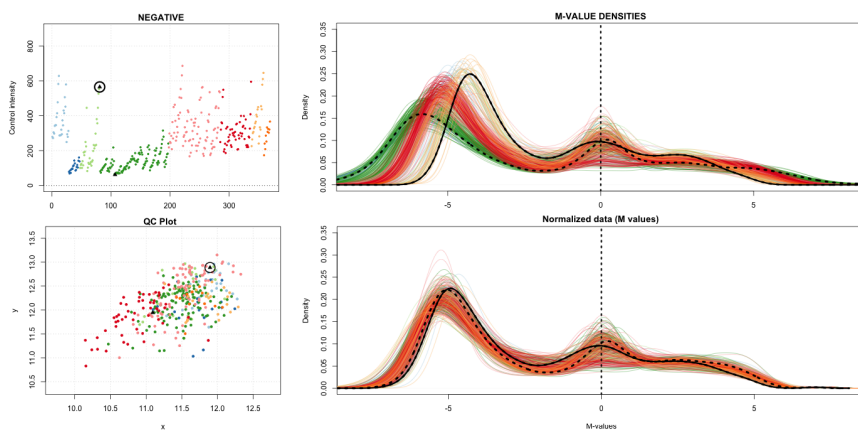 NEGATIVE
Control intensity
800
600
400
200
0
0 100 200 300
M-VALUE DENSITIES
Density
0.35
0.30
0.25
0.20
0.15
0.10
0.05
0.00
-5 0 5
QC Plot
y
13.5
13.0
12.5
12.0
11.5
11.0
10.5
10.0 10.5 11.0 11.5 12.0 12.5
x
Normalized data (M values)
Density
0.35
0.30
0.25
0.20
0.15
0.10
0.05
0.00
-5 0 5
M-values